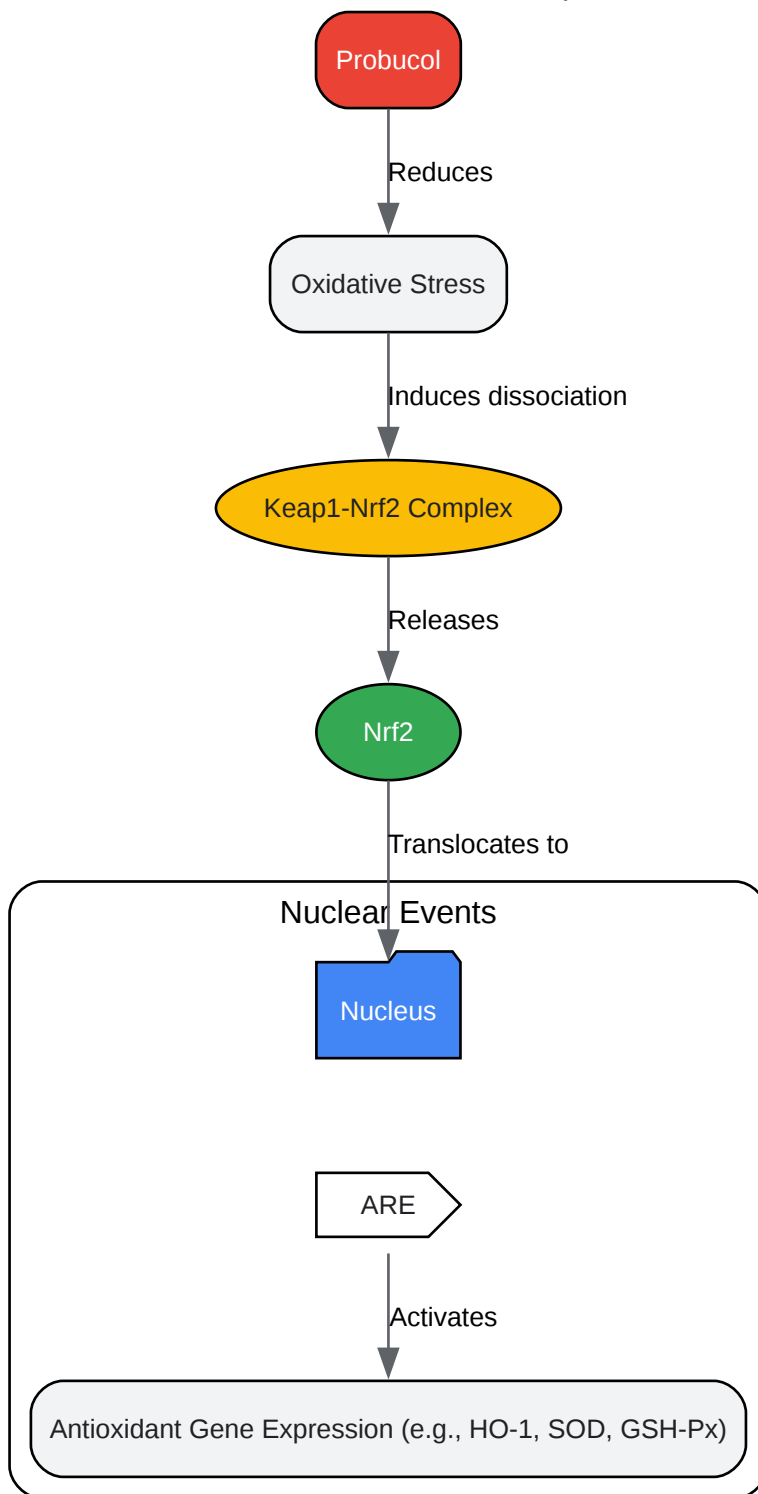 Probucol
Reduces
Oxidative Stress
Induces dissociation
Keap1-Nrf2 Complex
Releases
Nrf2
Translocates to
Nuclear Events
Nucleus
ARE
Activates
Antioxidant Gene Expression (e.g., HO-1, SOD, GSH-Px)